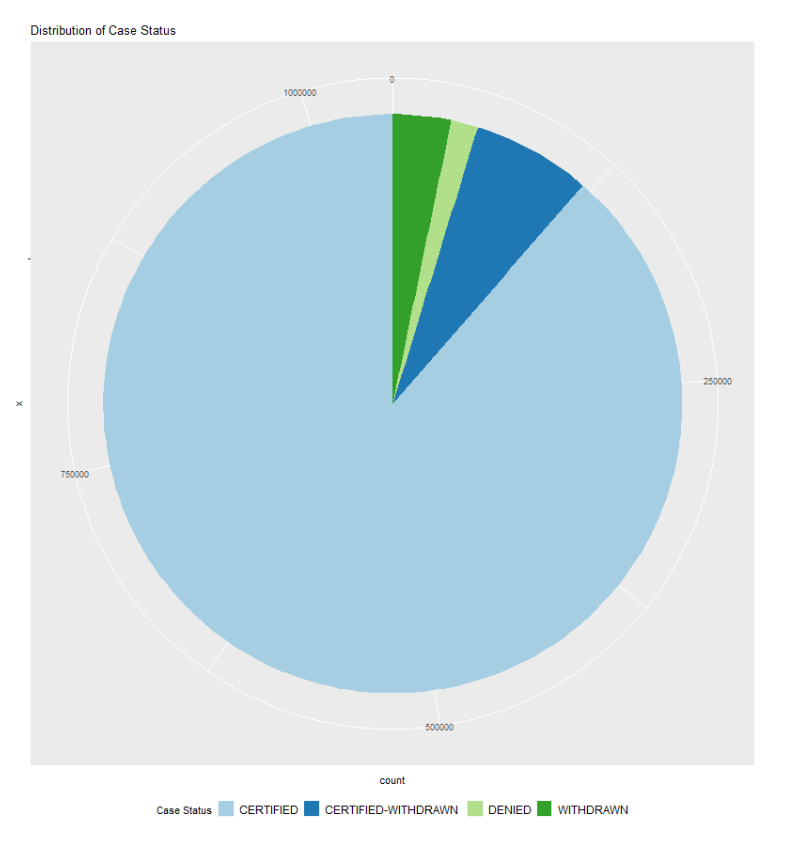 Distribution of Case Status
0
1000000
250000
x
750000
500000
count
Case Status CERTIFIED CERTIFIED-WITHDRAWN DENIED WITHDRAWN